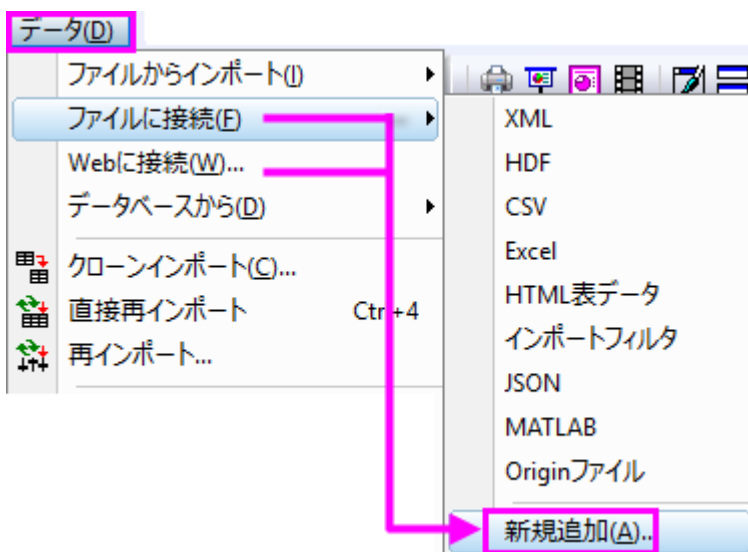 データ(D)
ファイルからインポート(I)
ファイルに接続(F)
Webに接続(W)...
データベースから(D)
クローンインポート(C)...
直接再インポート Ctrl+4
再インポート...
XML
HDF
CSV
Excel
HTML表データ
インポートフィルタ
JSON
MATLAB
Originファイル
新規追加(A)..